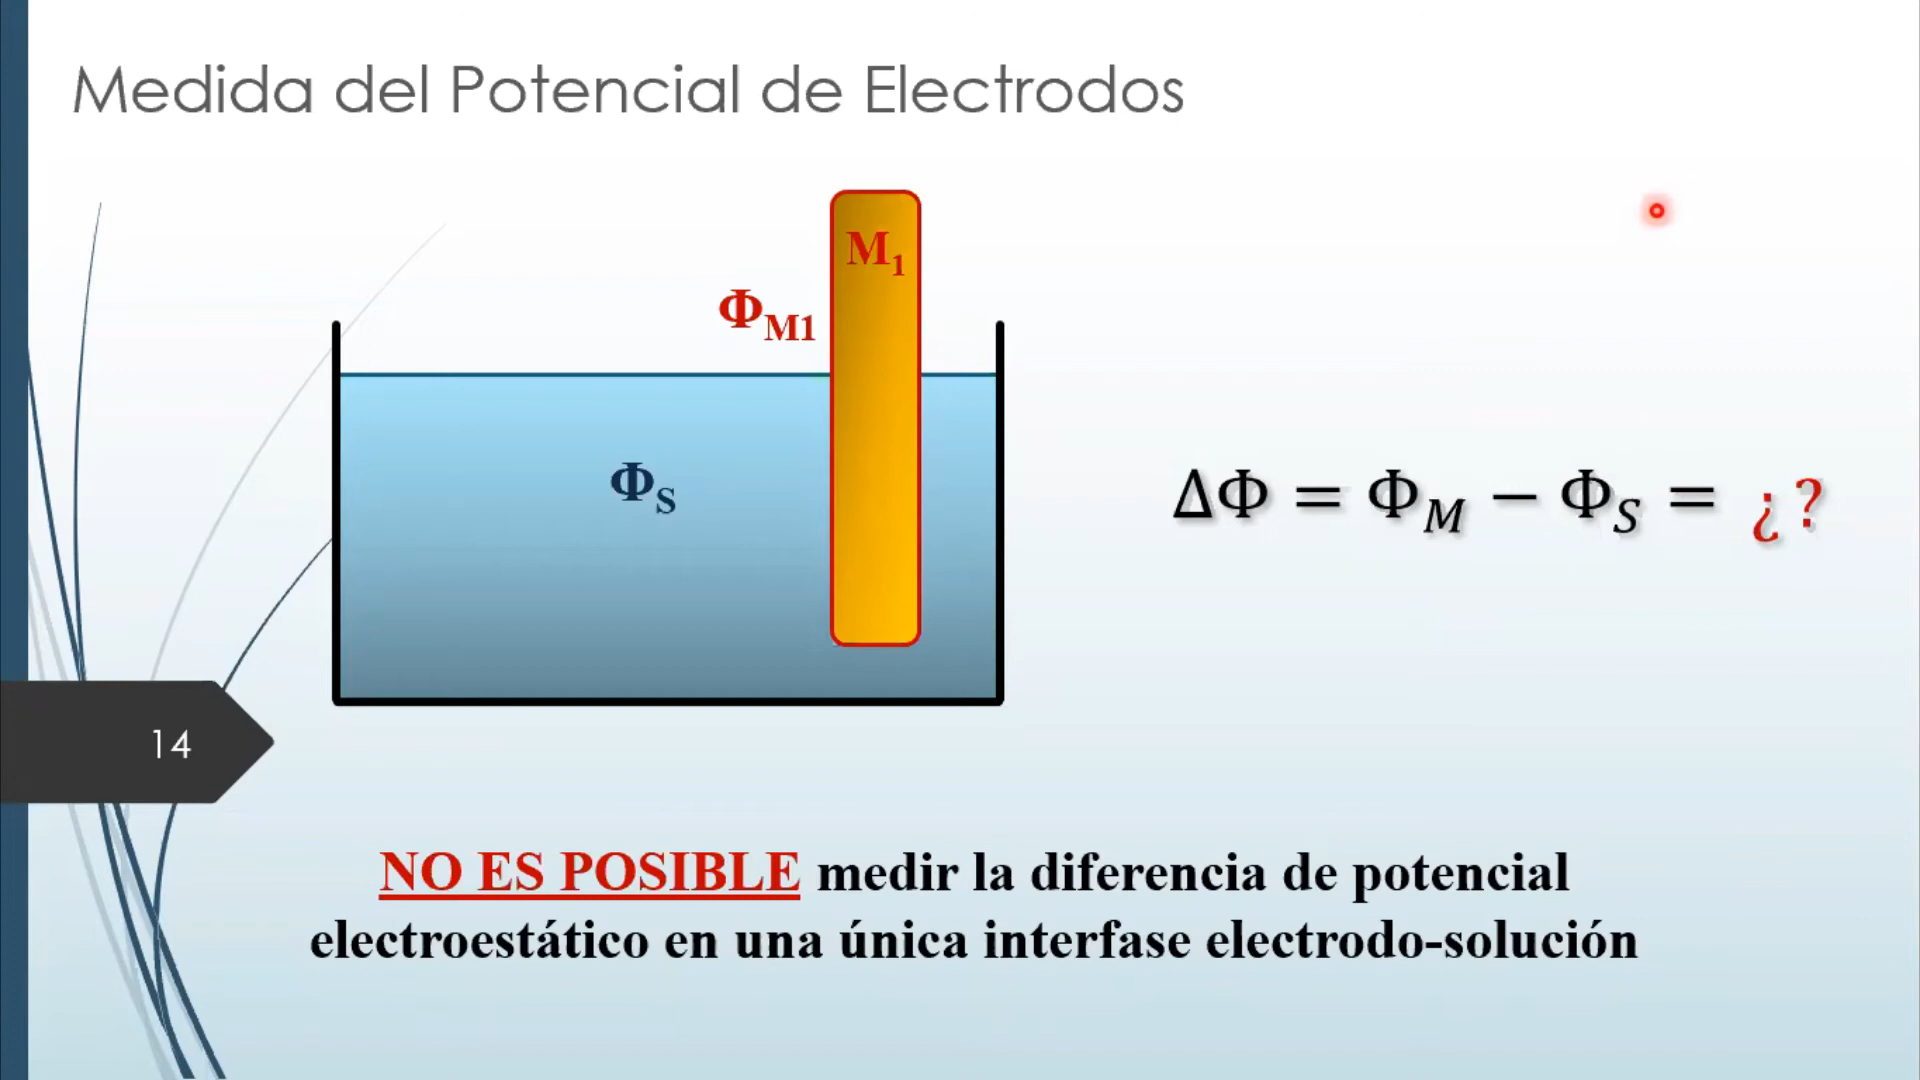 Medida del Potencial de Electrodos
M₁
Φ_M1
Φ_S
ΔΦ = Φ_M − Φ_S = ¿?
14
NO ES POSIBLE medir la diferencia de potencial
electroestático en una única interfase electrodo-solución